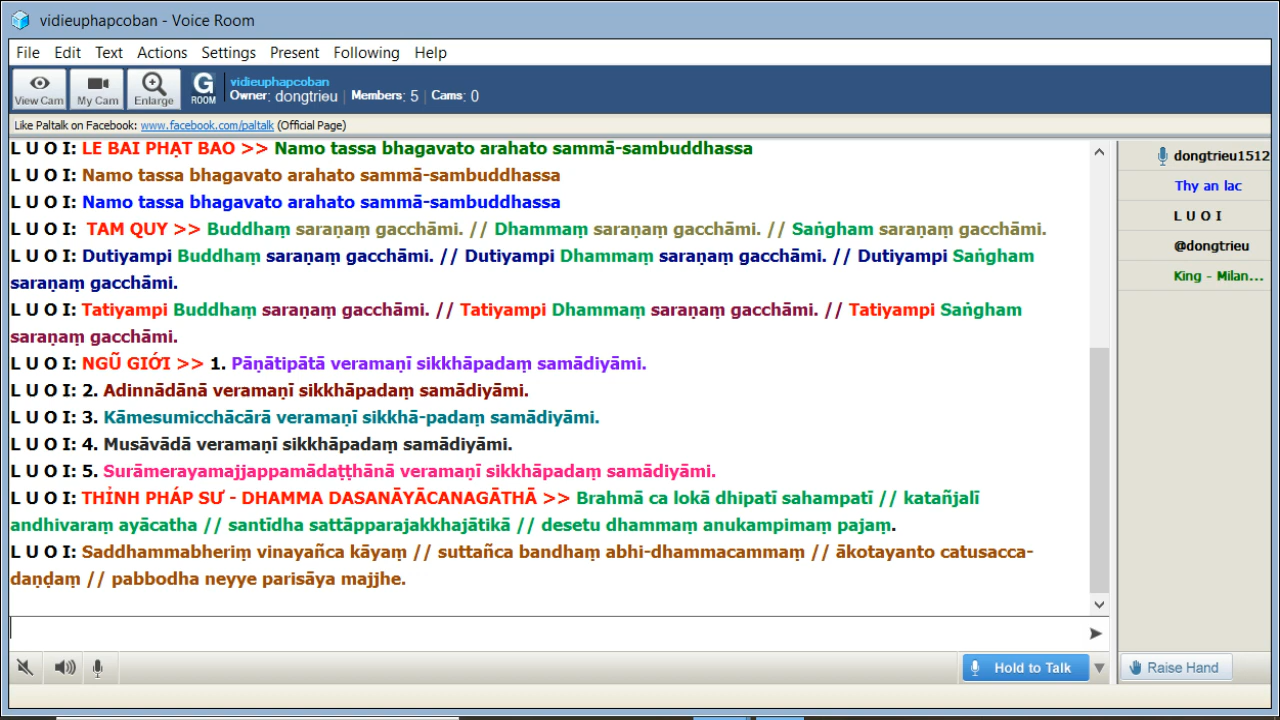 vidieuphapcoban - Voice Room
File Edit Text Actions Settings Present Following Help
View Cam My Cam Enlarge G ROOM
vidieuphapcoban
Owner: dongtrieu | Members: 5 | Cams: 0
Like Paltalk on Facebook: www.facebook.com/paltalk (Official Page)
L U O I: LE BAI PHẬT BAO >> Namo tassa bhagavato arahato sammā-sambuddhassa
L U O I: Namo tassa bhagavato arahato sammā-sambuddhassa
L U O I: Namo tassa bhagavato arahato sammā-sambuddhassa
L U O I: TAM QUY >> Buddhaṃ saraṇaṃ gacchāmi. // Dhammaṃ saraṇaṃ gacchāmi. // Saṅgham saraṇaṃ gacchāmi.
L U O I: Dutiyampi Buddhaṃ saraṇaṃ gacchāmi. // Dutiyampi Dhammaṃ saraṇaṃ gacchāmi. // Dutiyampi Saṅgham
saraṇaṃ gacchāmi.
L U O I: Tatiyampi Buddhaṃ saraṇaṃ gacchāmi. // Tatiyampi Dhammaṃ saraṇaṃ gacchāmi. // Tatiyampi Saṅgham
saraṇaṃ gacchāmi.
L U O I: NGŨ GIỚI >> 1. Pāṇātipātā veramaṇī sikkhāpadaṃ samādiyāmi.
L U O I: 2. Adinnādānā veramaṇī sikkhāpadaṃ samādiyāmi.
L U O I: 3. Kāmesumicchācārā veramaṇī sikkhā-padaṃ samādiyāmi.
L U O I: 4. Musāvādā veramaṇī sikkhāpadaṃ samādiyāmi.
L U O I: 5. Surāmerayamajjappamādaṭṭhānā veramaṇī sikkhāpadaṃ samādiyāmi.
L U O I: THỈNH PHÁP SƯ - DHAMMA DASANĀYĀCANAGĀTHĀ >> Brahmā ca lokā dhipatī sahampatī // katañjalī
andhivaraṃ ayācatha // santīdha sattāpparajakkhajātikā // desetu dhammaṃ anukampimaṃ pajaṃ.
L U O I: Saddhammabheriṃ vinayañca kāyaṃ // suttañca bandhaṃ abhi-dhammacammaṃ // ākotayanto catusacca-
daṇḍaṃ // pabbodha neyye parisāya majjhe.
dongtrieu1512
Thy an lac
L U O I
@dongtrieu
King - Milan...
Hold to Talk
Raise Hand